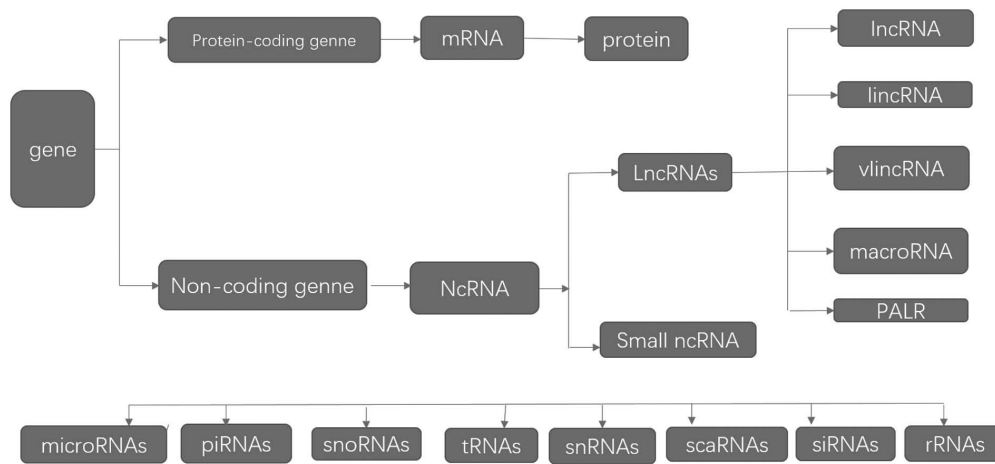 Protein-coding genne
mRNA
protein
lncRNA
lincRNA
gene
LncRNAs
vlincRNA
macroRNA
Non-coding genne
NcRNA
PALR
Small ncRNA
microRNAs
piRNAs
snoRNAs
tRNAs
snRNAs
scaRNAs
siRNAs
rRNAs